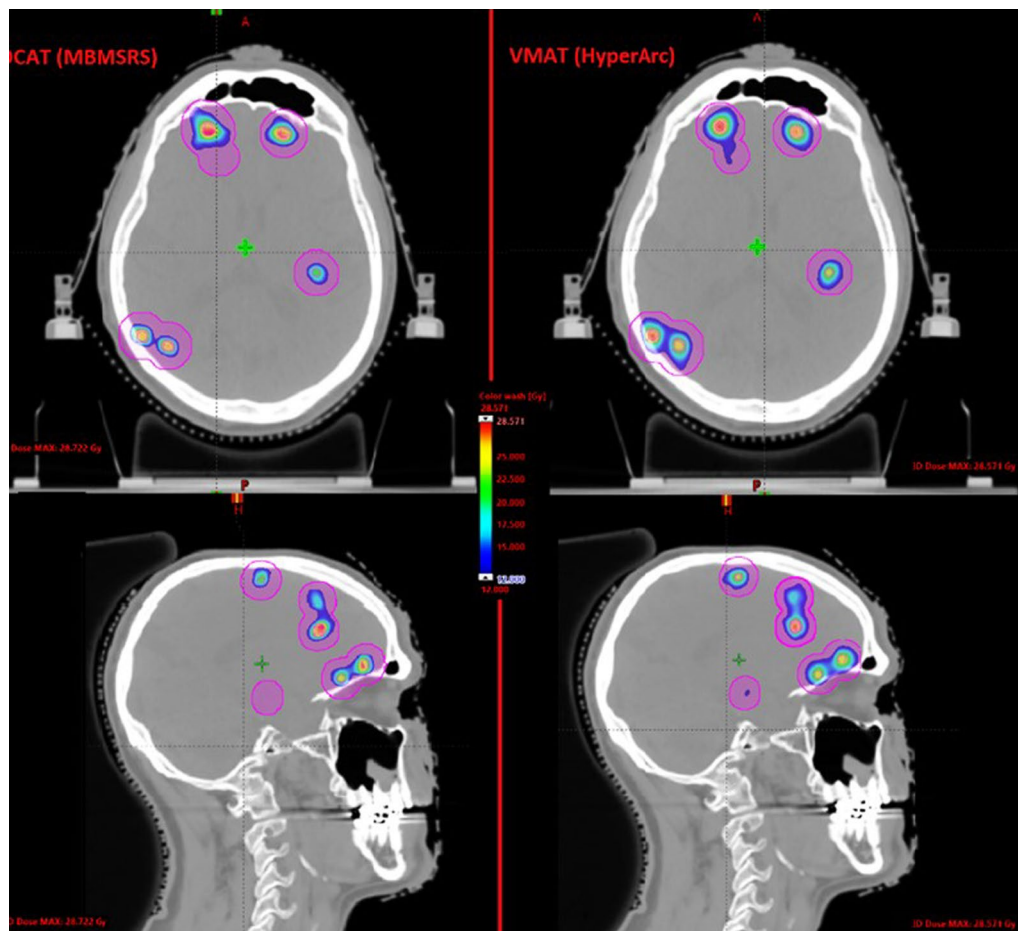 A
A
DCAT (MBMSRS)
VMAT (HyperArc)
Color wash [Gy]
28.571
28.571
25.000
22.500
20.000
17.500
15.000
12.000
12.000
Dose MAX: 28.722 Gy
3D Dose MAX: 28.571 Gy
P
P
H
H
D Dose MAX: 28.722 Gy
3D Dose MAX: 28.571 Gy